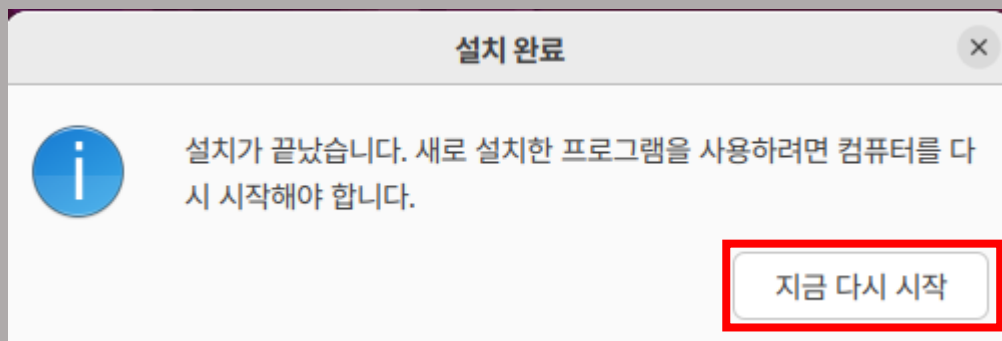 설치 완료
설치가 끝났습니다. 새로 설치한 프로그램을 사용하려면 컴퓨터를 다
시 시작해야 합니다.
지금 다시 시작